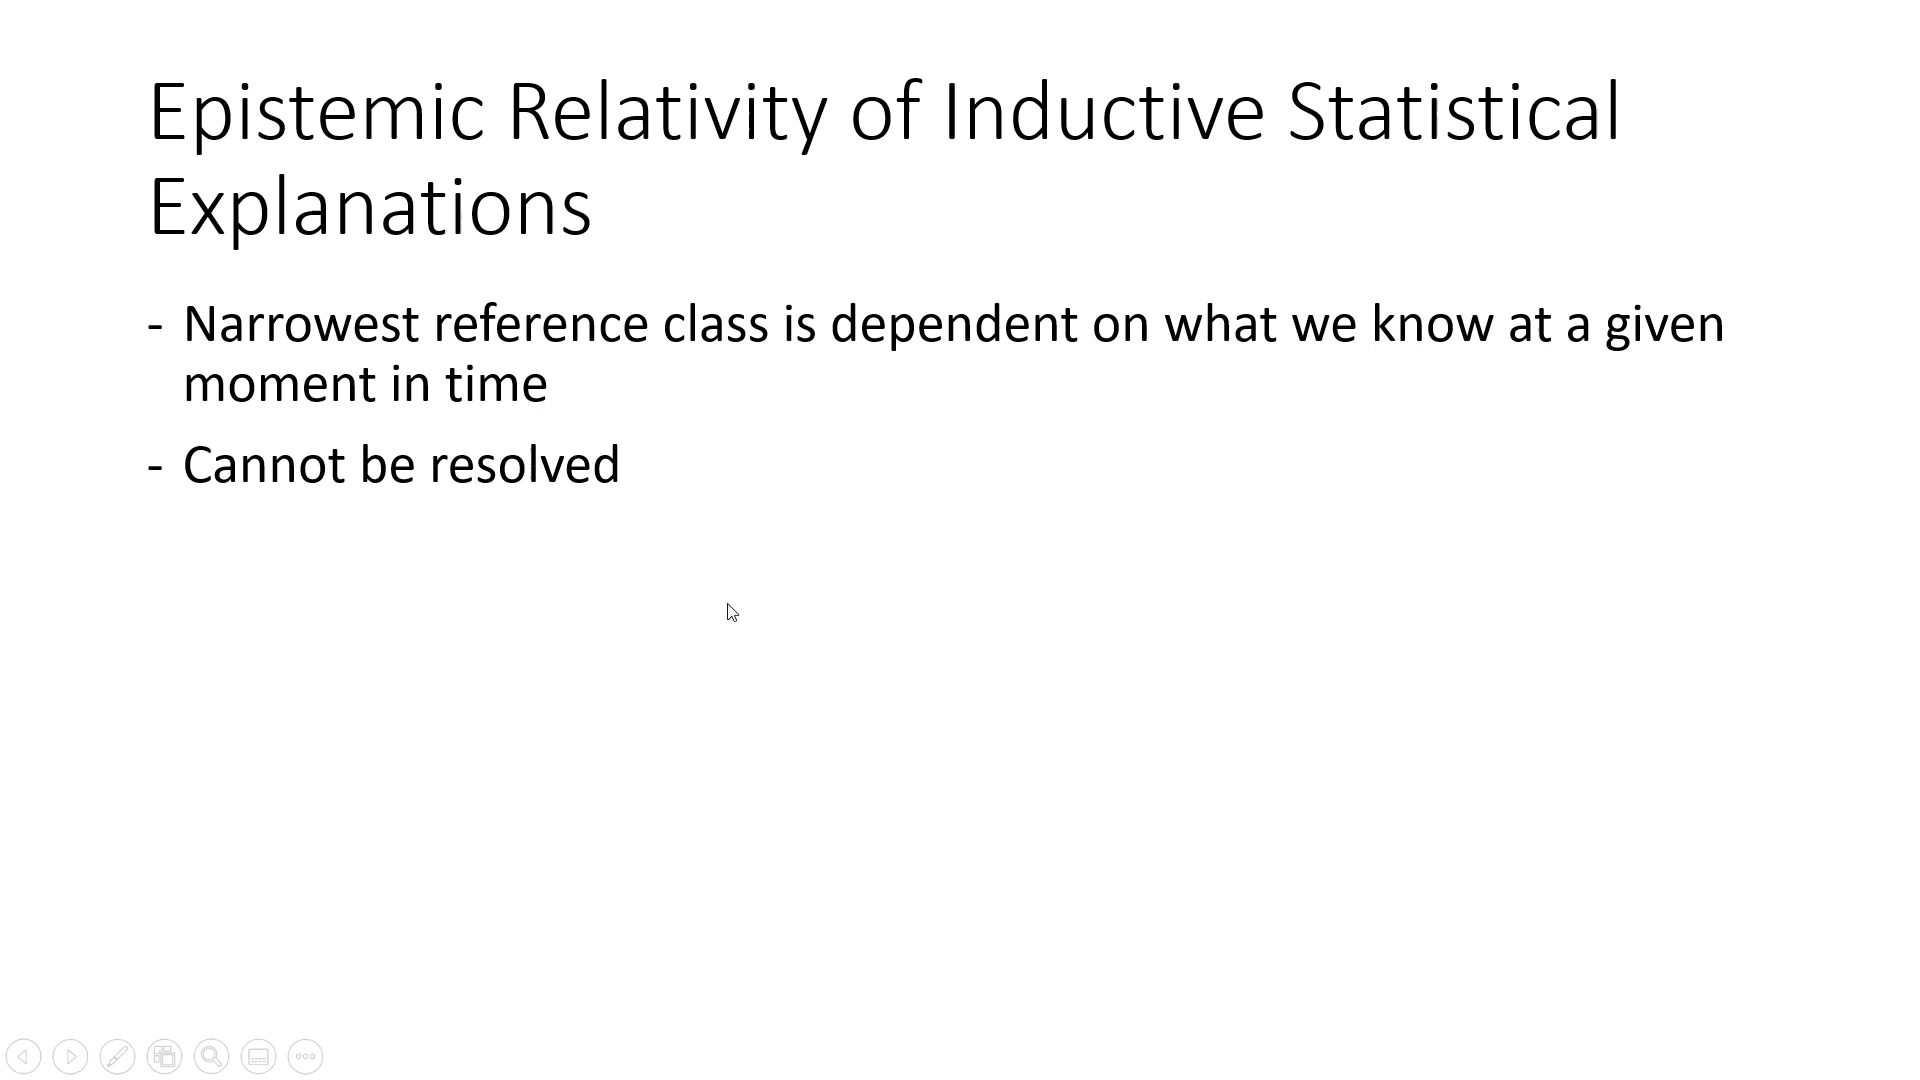 Epistemic Relativity of Inductive Statistical
Explanations
- Narrowest reference class is dependent on what we know at a given
moment in time
- Cannot be resolved